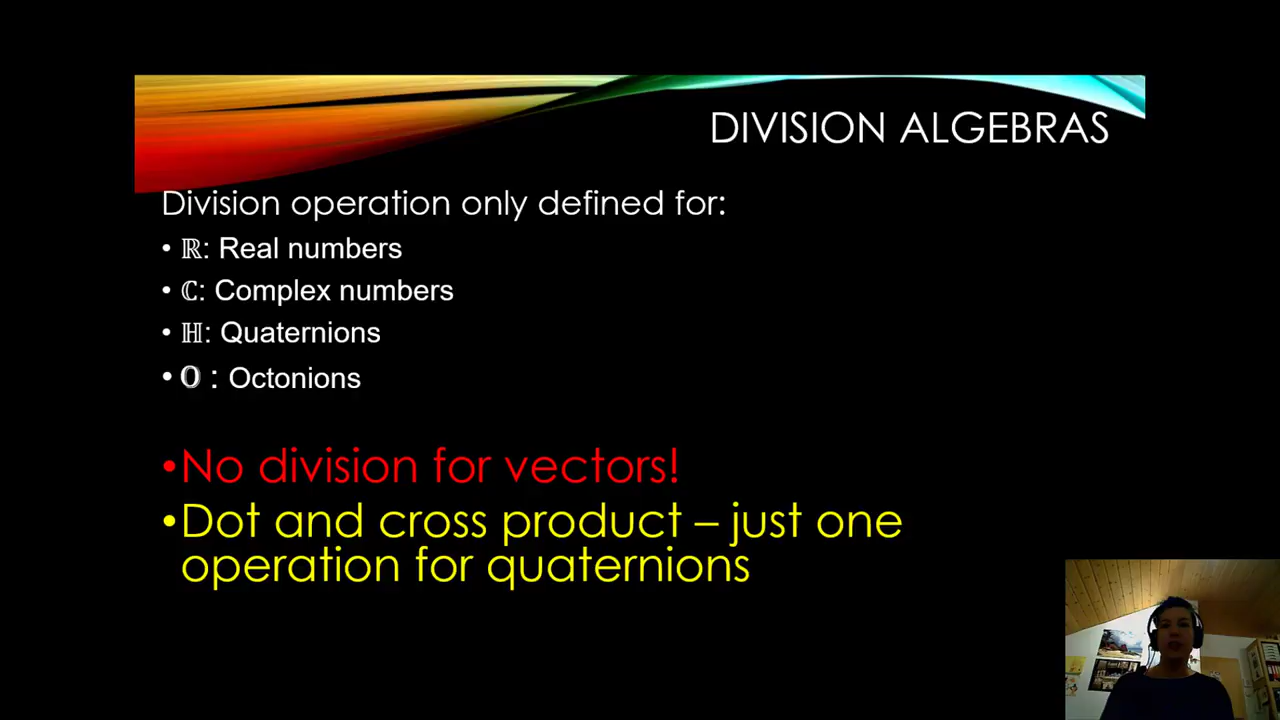 DIVISION ALGEBRAS
Division operation only defined for:
• ℝ: Real numbers
• ℂ: Complex numbers
• ℍ: Quaternions
• 𝕆 : Octonions
•No division for vectors!
•Dot and cross product – just one
operation for quaternions